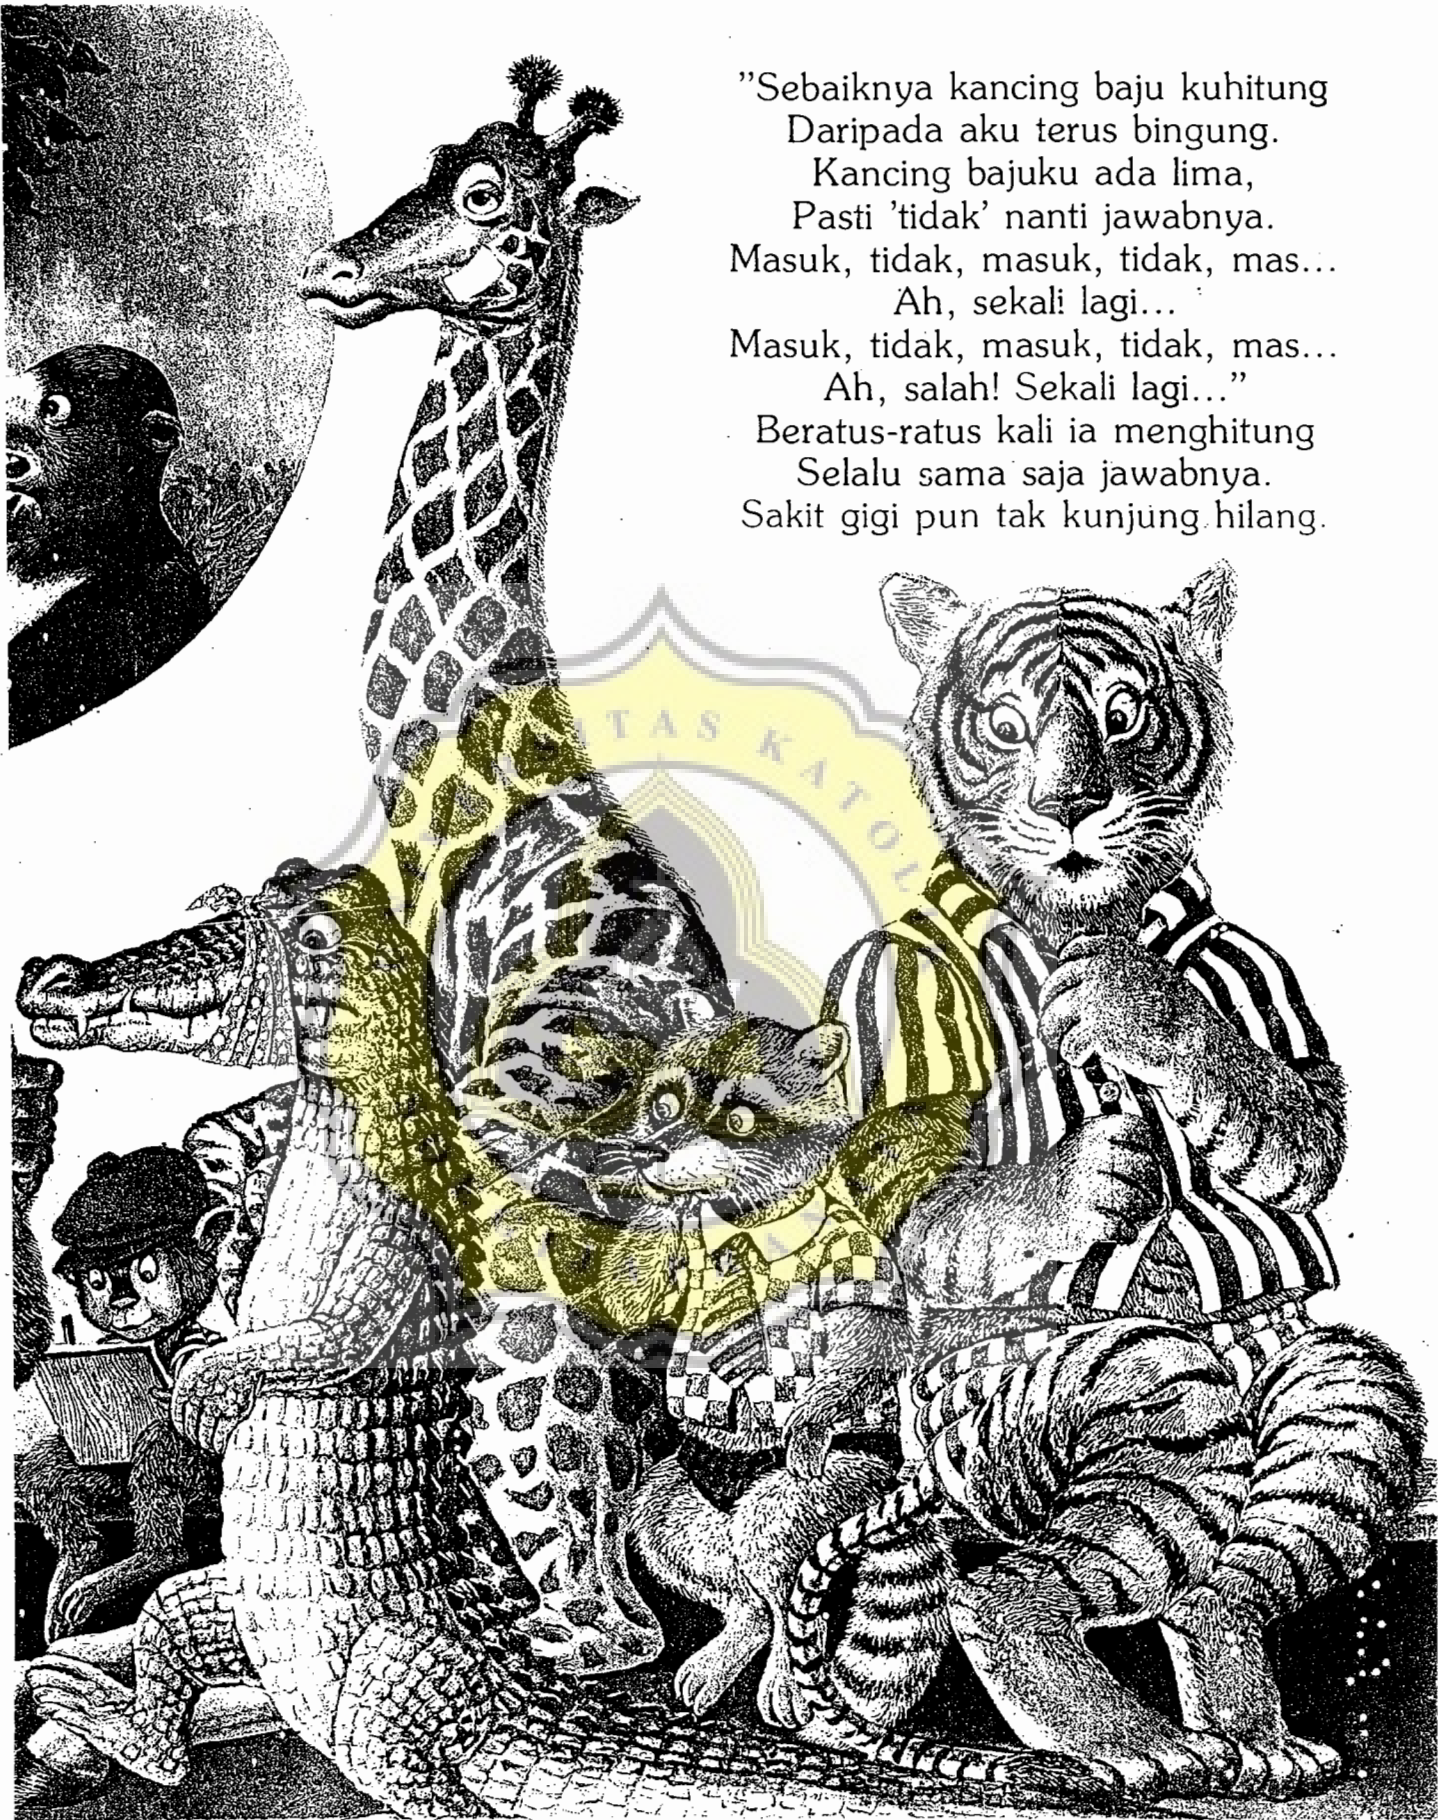 ”Sebaiknya kancing baju kuhitung
Daripada aku terus bingung.
Kancing bajuku ada lima,
Pasti ’tidak’ nanti jawabnya.
Masuk, tidak, masuk, tidak, mas...
Ah, sekali lagi...
Masuk, tidak, masuk, tidak, mas...
Ah, salah! Sekali lagi...”
Beratus-ratus kali ia menghitung
Selalu sama saja jawabnya.
Sakit gigi pun tak kunjung hilang.
ITAS KATOL